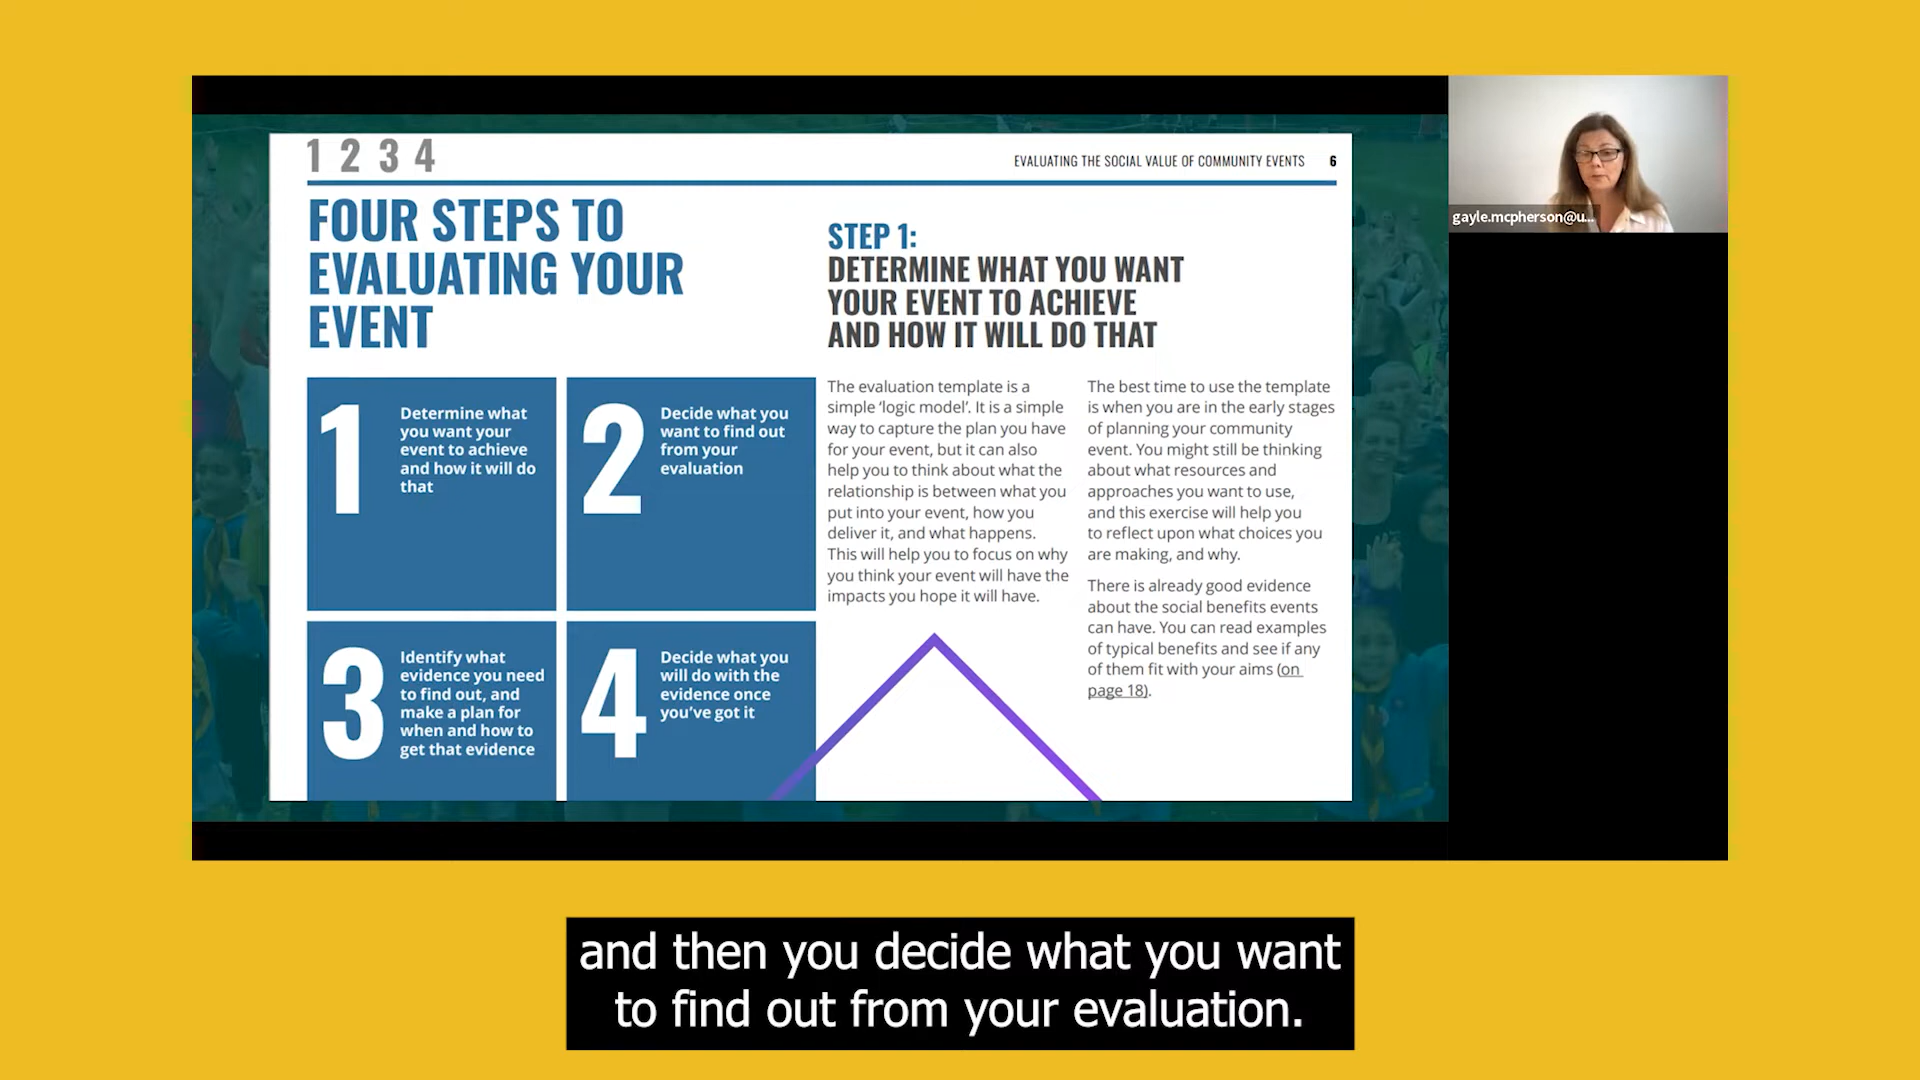 1 2 3 4
EVALUATING THE SOCIAL VALUE OF COMMUNITY EVENTS 6
FOUR STEPS TO
EVALUATING YOUR
EVENT
1
Determine what
you want your
event to achieve
and how it will do
that
2
Decide what you
want to find out
from your
evaluation
3
Identify what
evidence you need
to find out, and
make a plan for
when and how to
get that evidence
4
Decide what you
will do with the
evidence once
you've got it
STEP 1:
DETERMINE WHAT YOU WANT
YOUR EVENT TO ACHIEVE
AND HOW IT WILL DO THAT
The evaluation template is a
simple 'logic model'. It is a simple
way to capture the plan you have
for your event, but it can also
help you to think about what the
relationship is between what you
put into your event, how you
deliver it, and what happens.
This will help you to focus on why
you think your event will have the
impacts you hope it will have.
The best time to use the template
is when you are in the early stages
of planning your community
event. You might still be thinking
about what resources and
approaches you want to use,
and this exercise will help you
to reflect upon what choices you
are making, and why.
There is already good evidence
about the social benefits events
can have. You can read examples
of typical benefits and see if any
of them fit with your aims (on
page 18).
gayle.mcpherson@u...
and then you decide what you want
to find out from your evaluation.